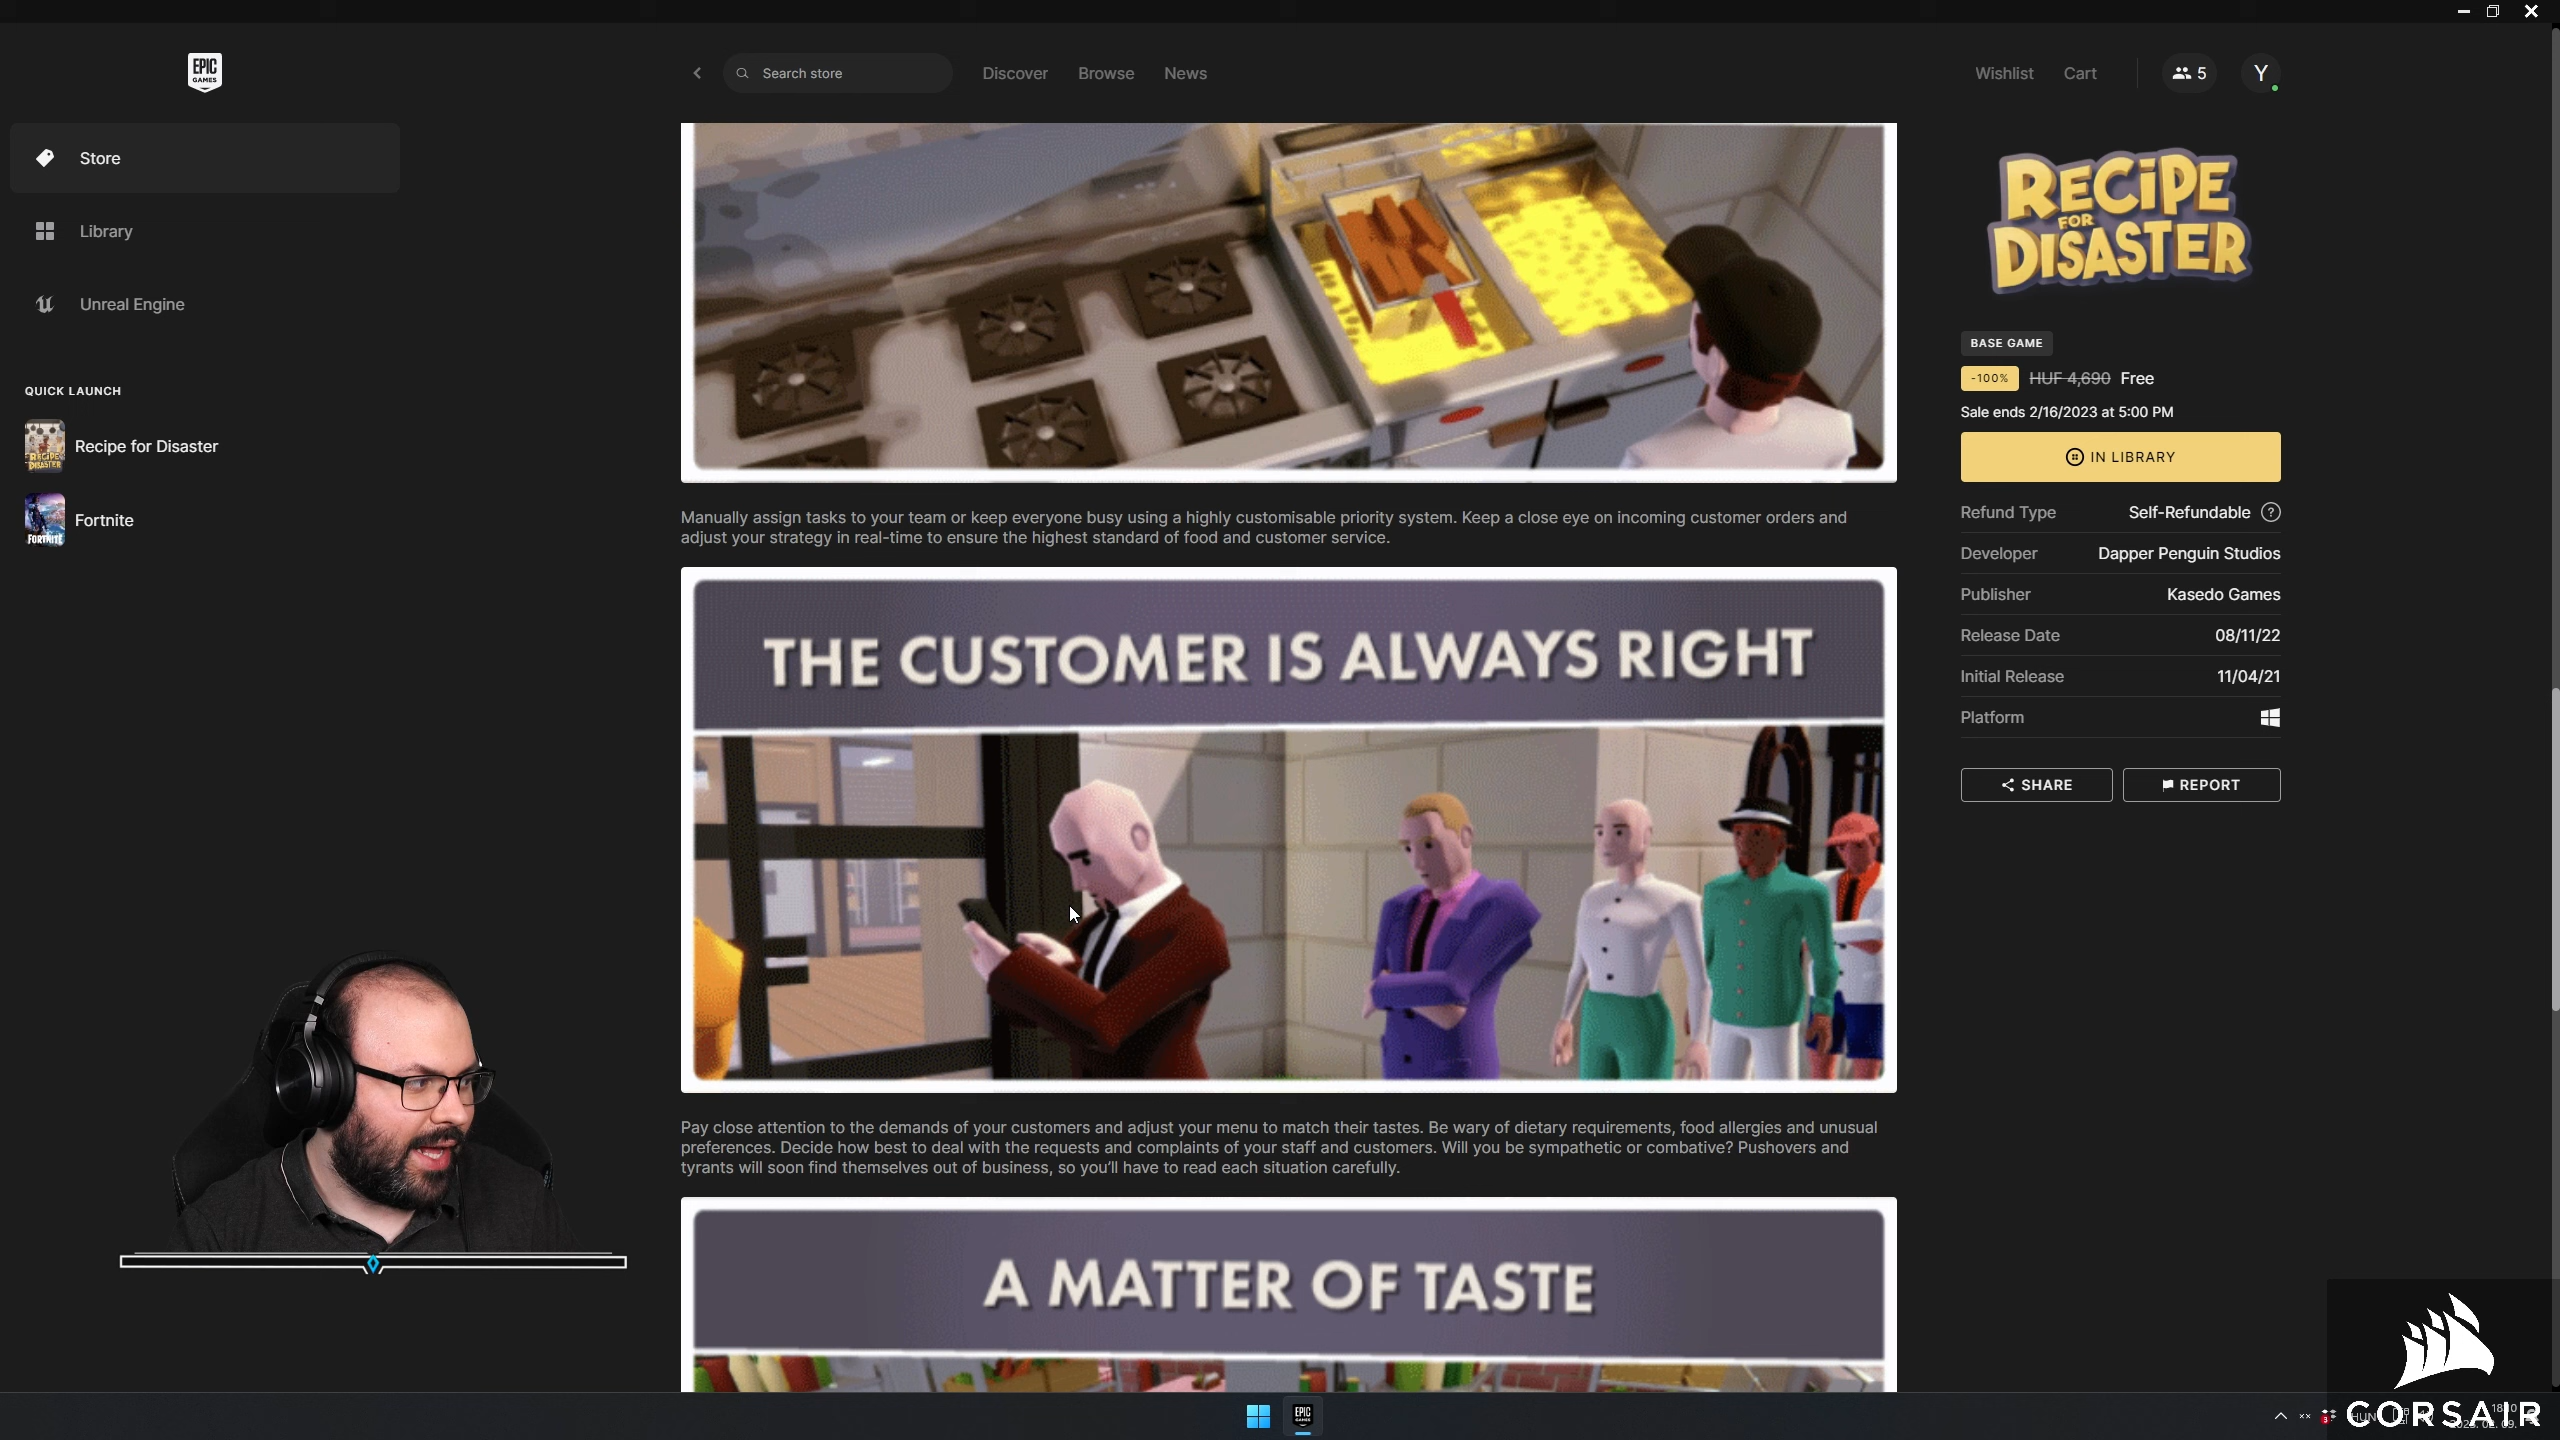 EPIC
GAMES
Search store
Discover
Browse
News
Wishlist
Cart
5
Y
Store
Library
Unreal Engine
QUICK LAUNCH
RECIPE
DISASTER
Recipe for Disaster
FORTNITE
Fortnite
Manually assign tasks to your team or keep everyone busy using a highly customisable priority system. Keep a close eye on incoming customer orders and
adjust your strategy in real-time to ensure the highest standard of food and customer service.
THE CUSTOMER IS ALWAYS RIGHT
Pay close attention to the demands of your customers and adjust your menu to match their tastes. Be wary of dietary requirements, food allergies and unusual
preferences. Decide how best to deal with the requests and complaints of your staff and customers. Will you be sympathetic or combative? Pushovers and
tyrants will soon find themselves out of business, so you'll have to read each situation carefully.
A MATTER OF TASTE
RECIPE
FOR
DISASTER
BASE GAME
-100% HUF 4,690 Free
Sale ends 2/16/2023 at 5:00 PM
IN LIBRARY
Refund Type Self-Refundable ?
Developer Dapper Penguin Studios
Publisher Kasedo Games
Release Date 08/11/22
Initial Release 11/04/21
Platform
SHARE
REPORT
EPIC
GAMES
HUN
CORSAIR